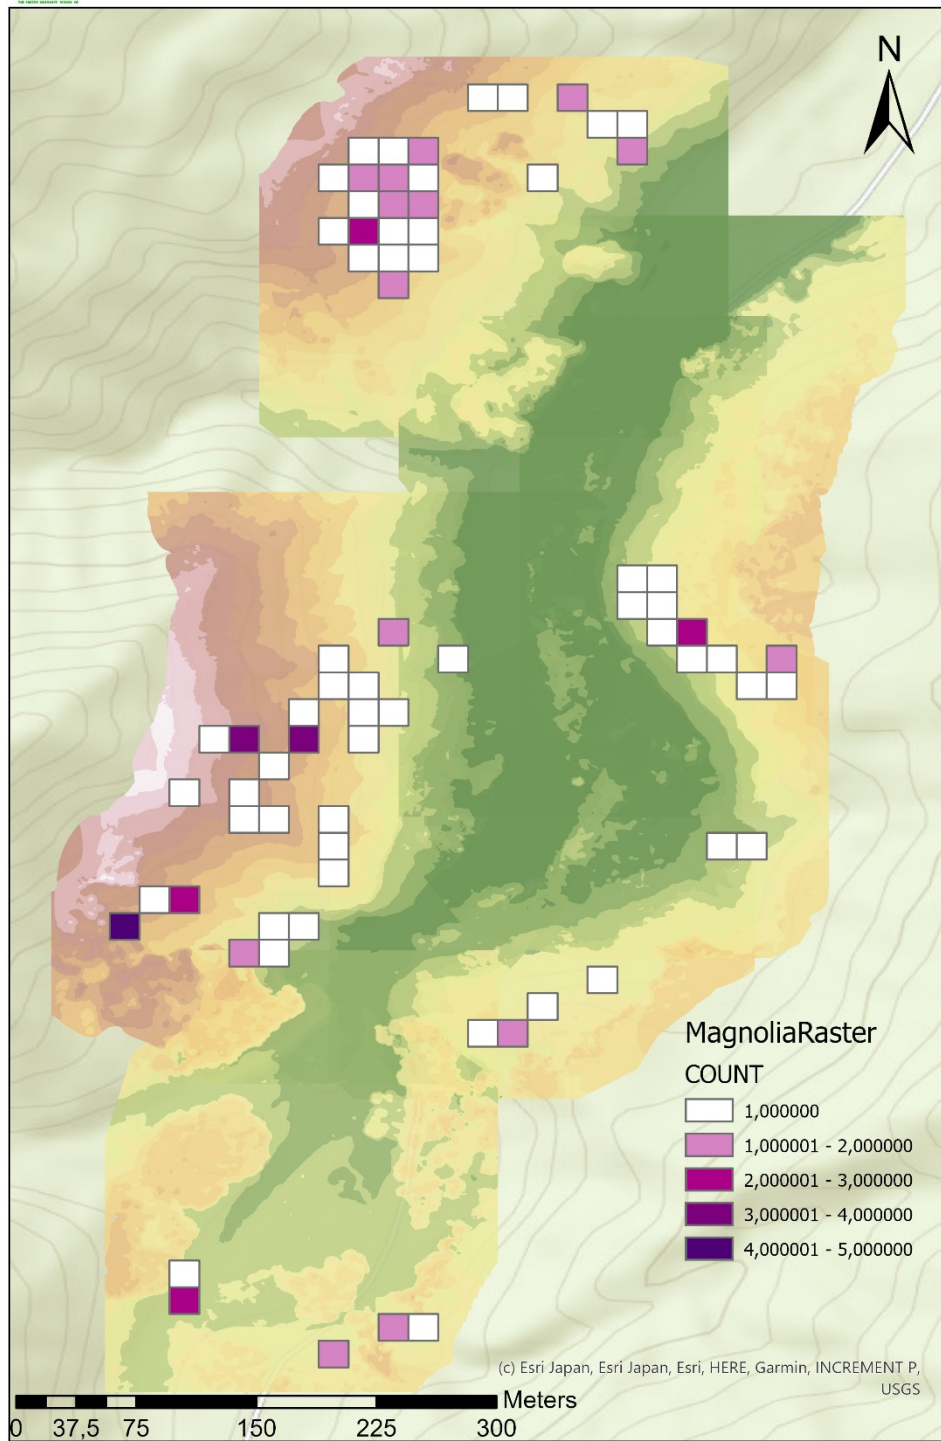 N
MagnoliaRaster
COUNT
1,000000
1,000001 - 2,000000
2,000001 - 3,000000
3,000001 - 4,000000
4,000001 - 5,000000
(c) Esri Japan, Esri Japan, Esri, HERE, Garmin, INCREMENT P,
USGS
Meters
0 37,5 75 150 225 300